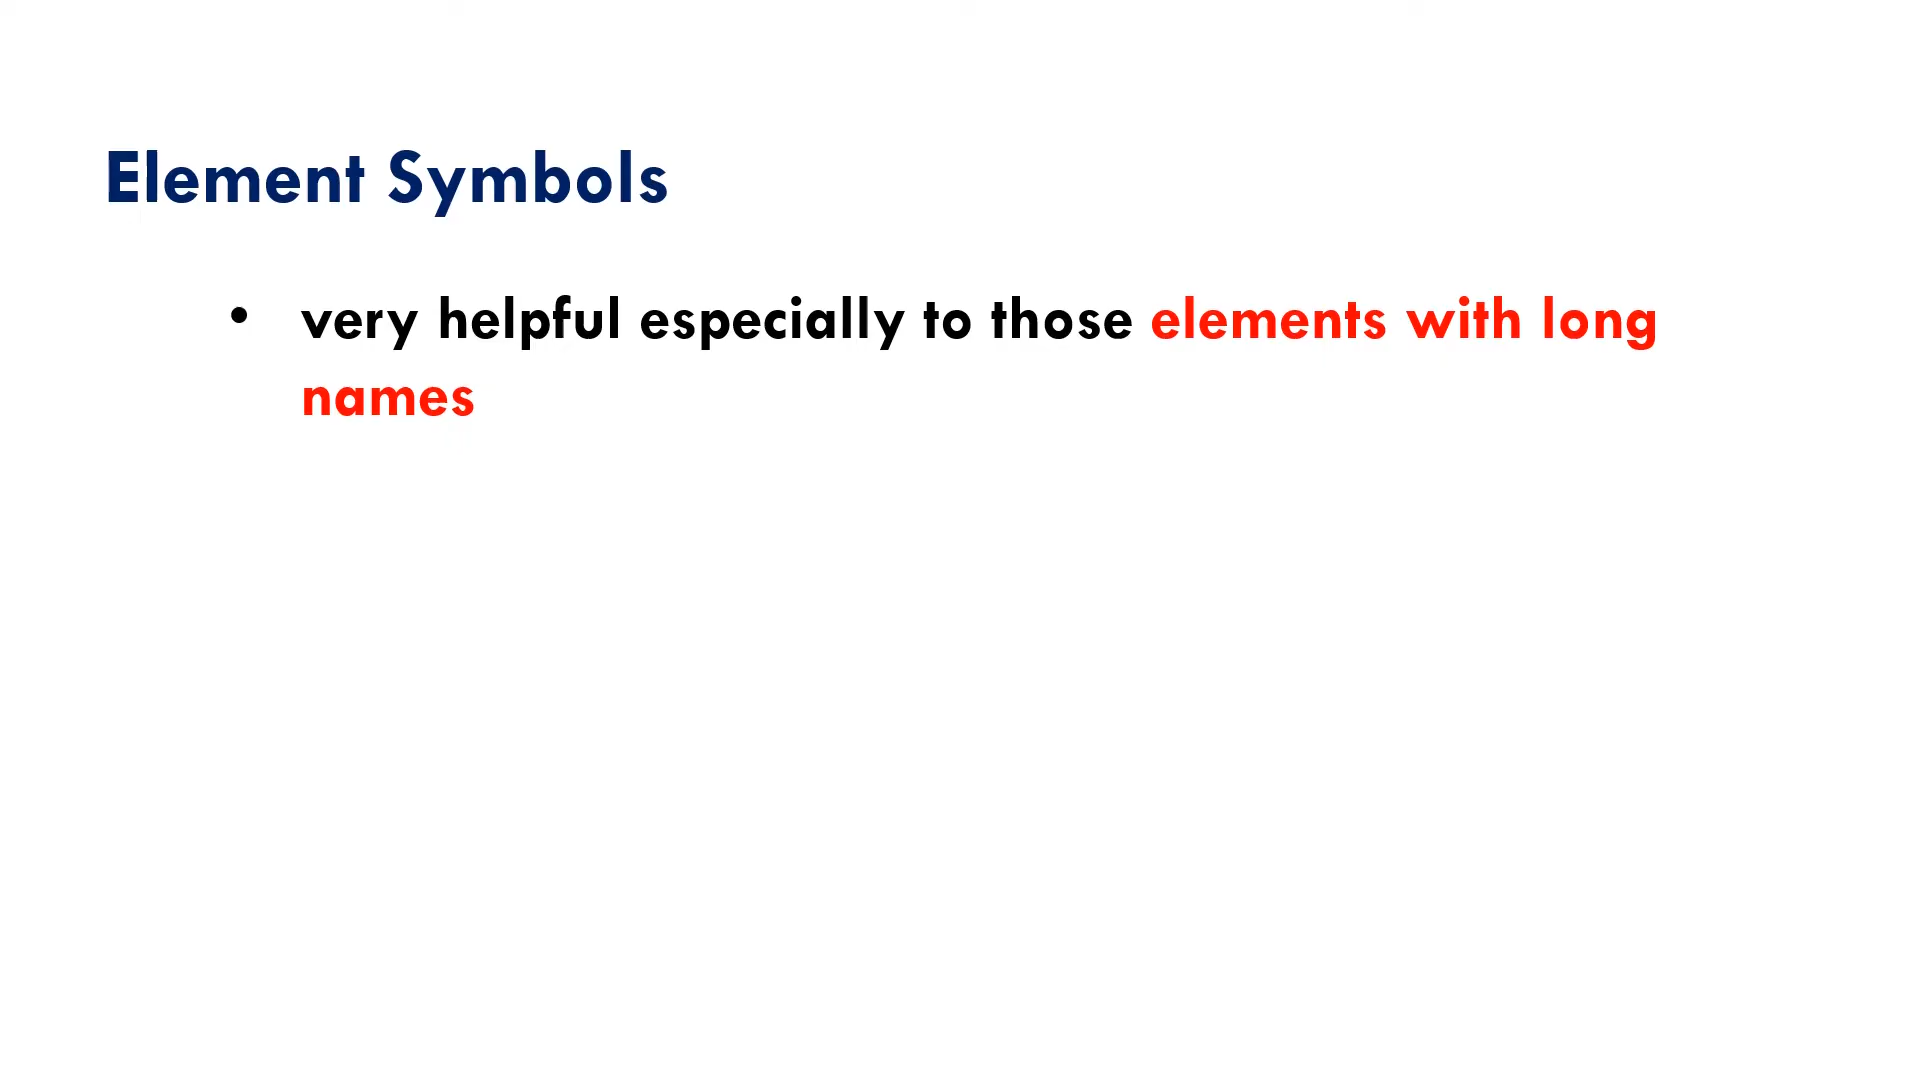 Element Symbols
• very helpful especially to those elements with long
names